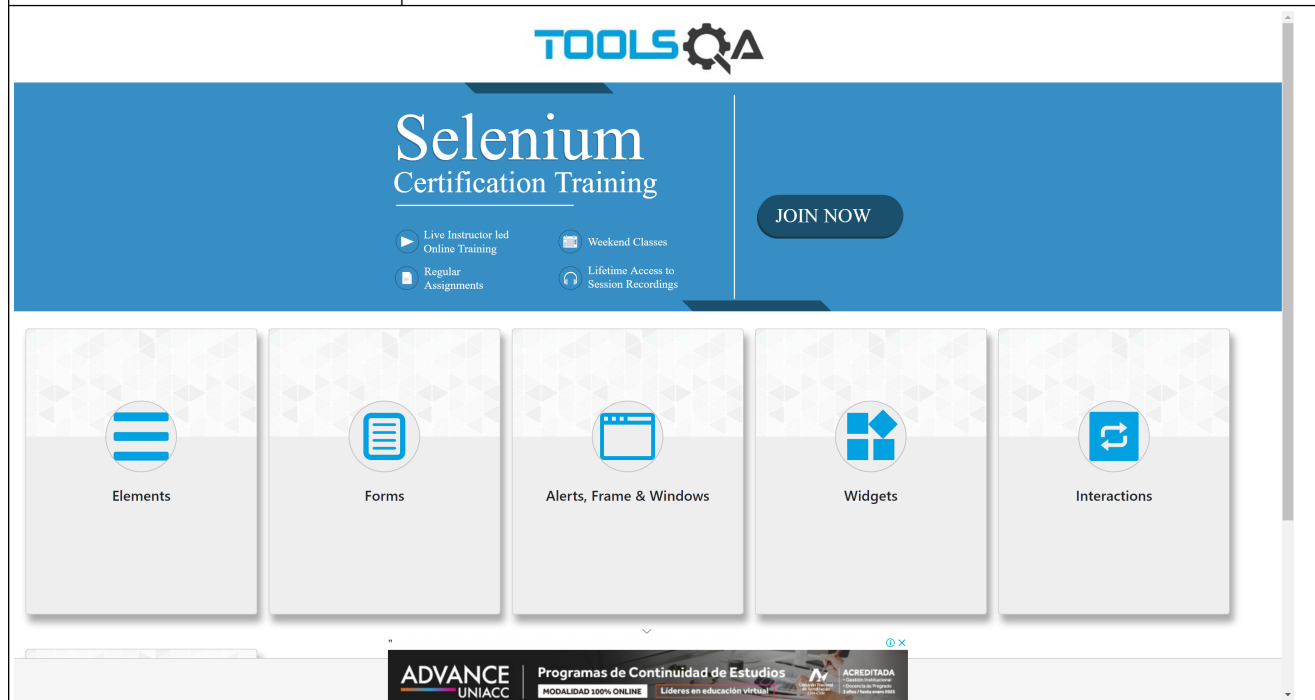 TOOLSQA
Selenium
Certification Training
JOIN NOW
Live Instructor led
Online Training
Weekend Classes
Regular
Assignments
Lifetime Access to
Session Recordings
Elements
Forms
Alerts, Frame & Windows
Widgets
Interactions
"
ADVANCE
UNIACC
Programas de Continuidad de Estudios
MODALIDAD 100% ONLINE
Líderes en educación virtual
ACREDITADA